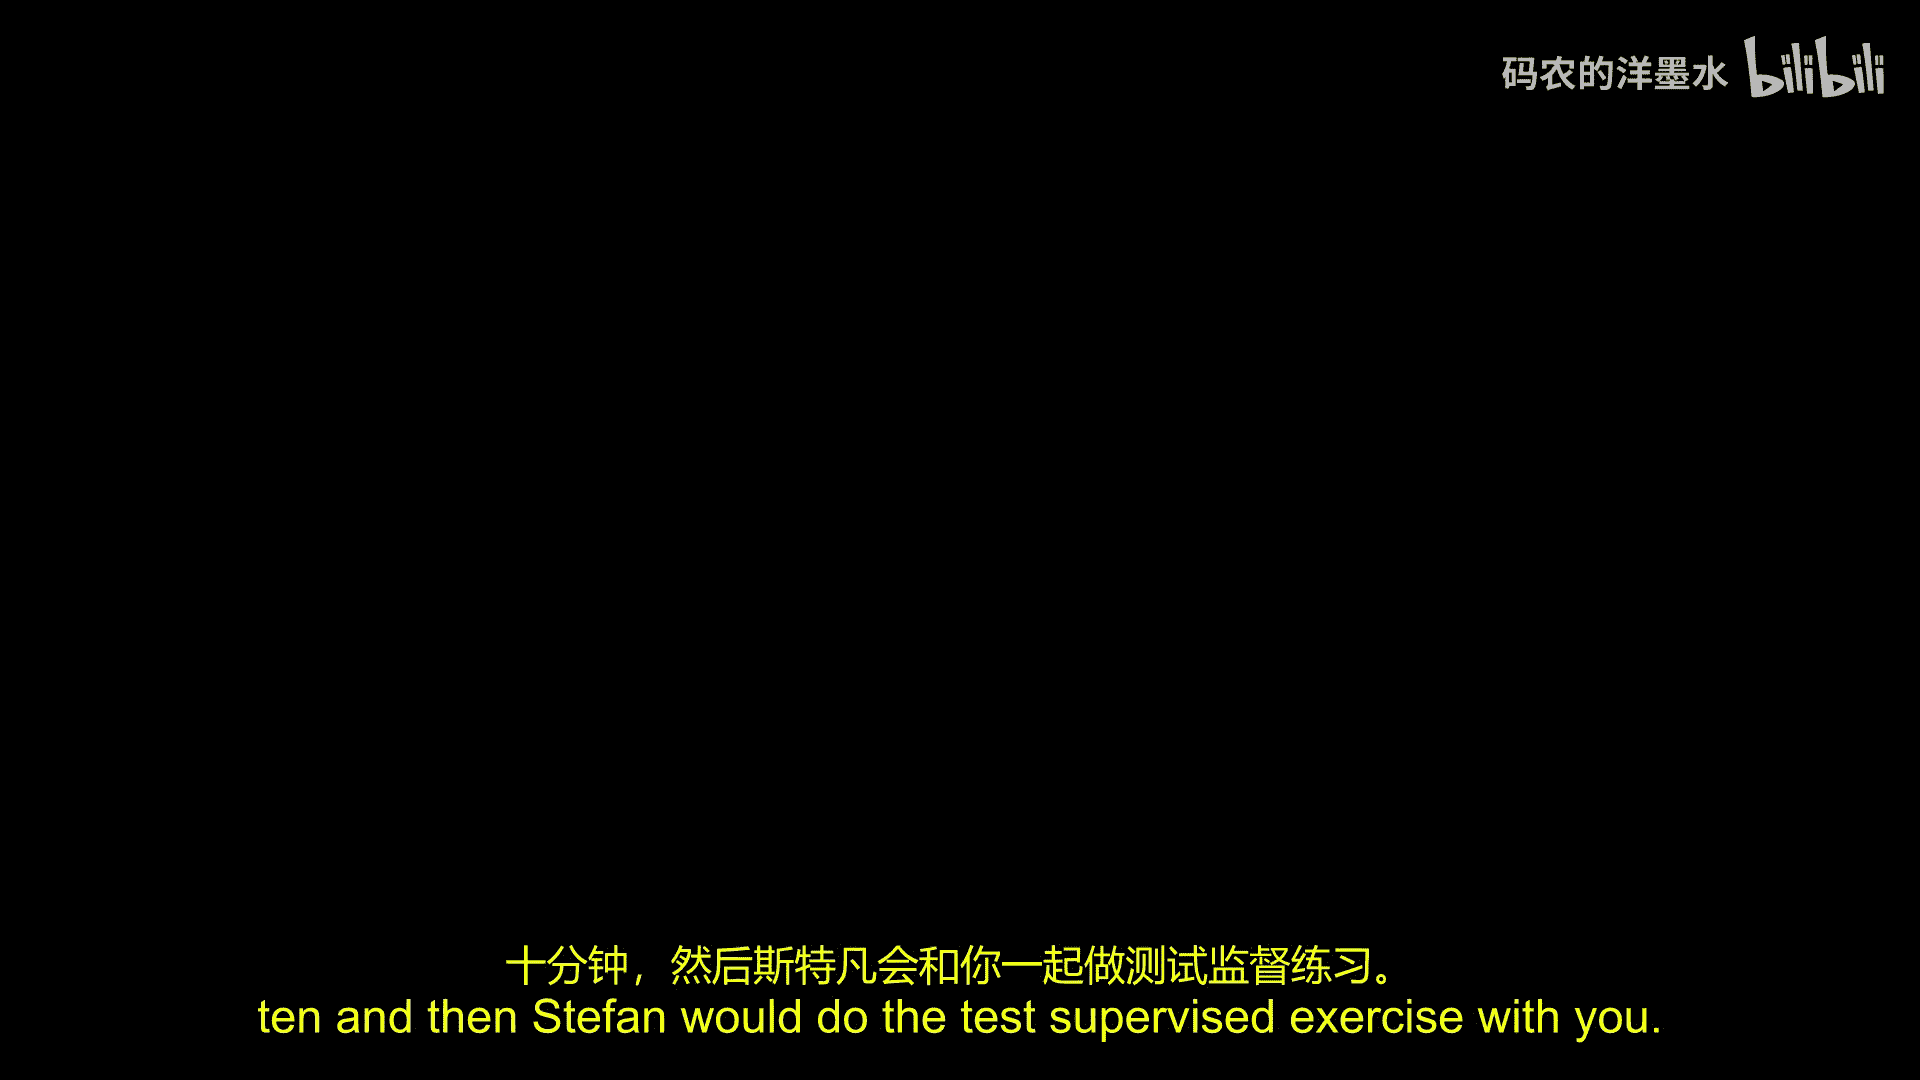 码农的洋墨水 bilibili
十分钟，然后斯特凡会和你一起做测试监督练习。
ten and then Stefan would do the test supervised exercise with you.